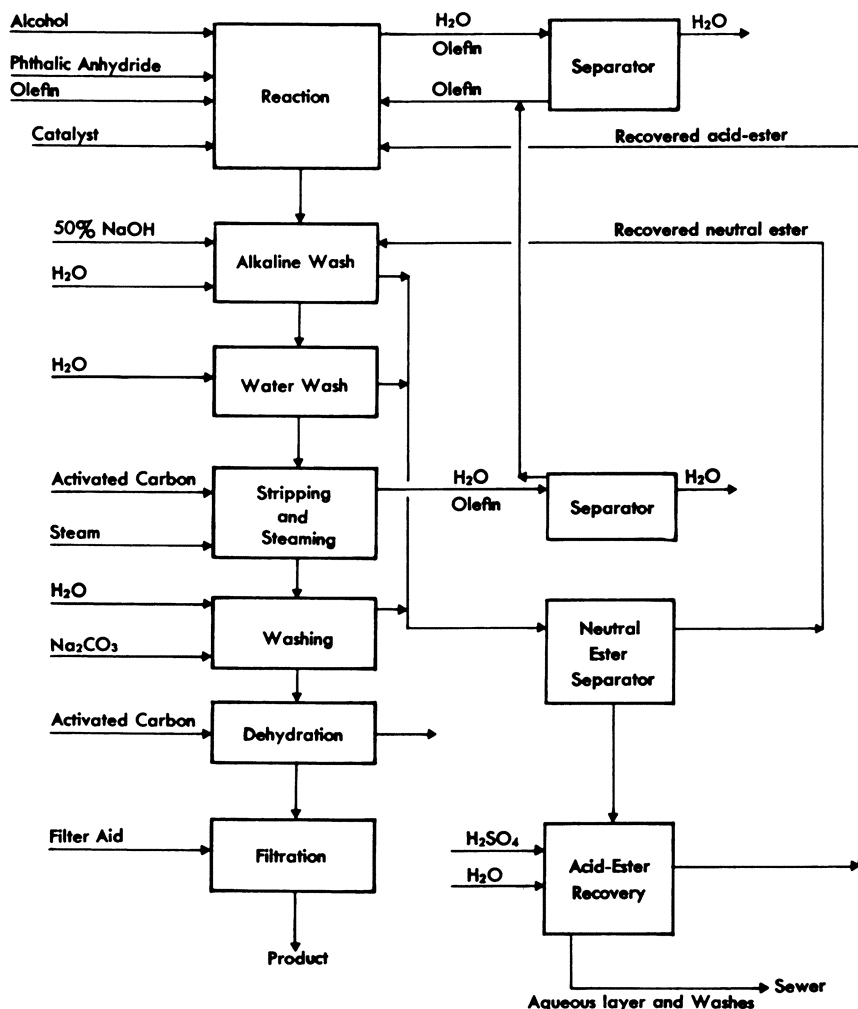 Alcohol
H₂O
H₂O
Olefin
Phthalic Anhydride
Separator
Olefin
Reaction
Olefin
Catalyst
Recovered acid-ester
50% NaOH
Recovered neutral ester
Alkaline Wash
H₂O
H₂O
Water Wash
Activated Carbon
H₂O
H₂O
Stripping
and
Steaming
Olefin
Separator
Steam
H₂O
Washing
Neutral
Ester
Separator
Na₂CO₃
Activated Carbon
Dehydration
Filter Aid
Filtration
H₂SO₄
H₂O
Acid-Ester
Recovery
Product
Sewer
Aqueous layer and Washes